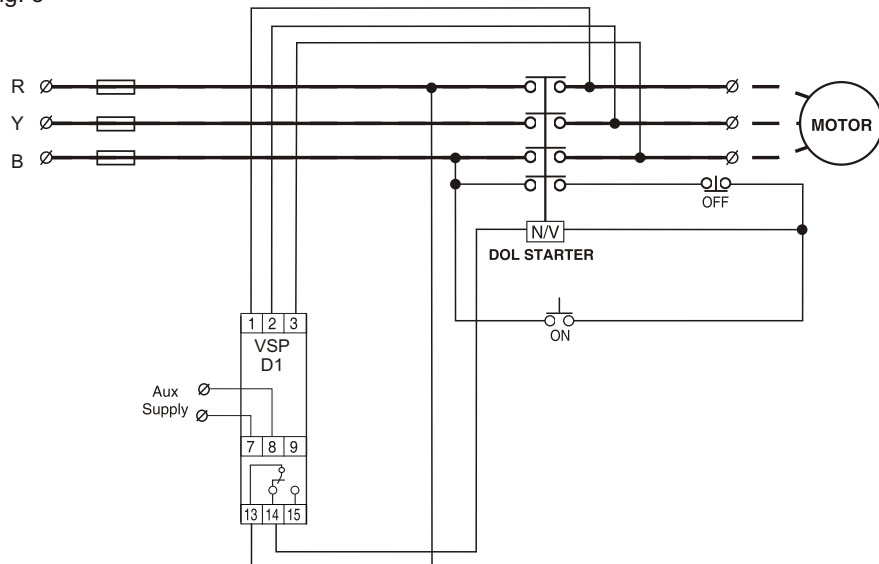 R
Y
B
MOTOR
OFF
N/V
DOL STARTER
ON
1 2 3
VSP
D1
Aux
Supply
7 8 9
13 14 15